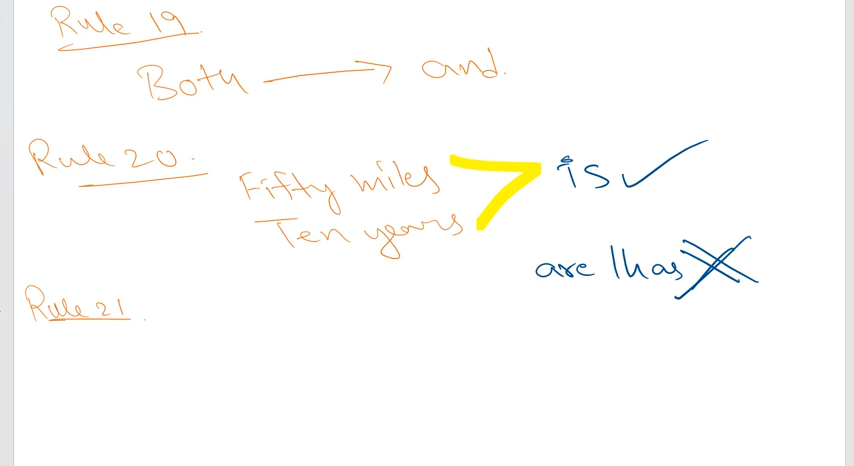 Rule 19.
Both → and.
Rule 20.
Fifty miles
Ten years
is ✓
are / has ✗
Rule 21.